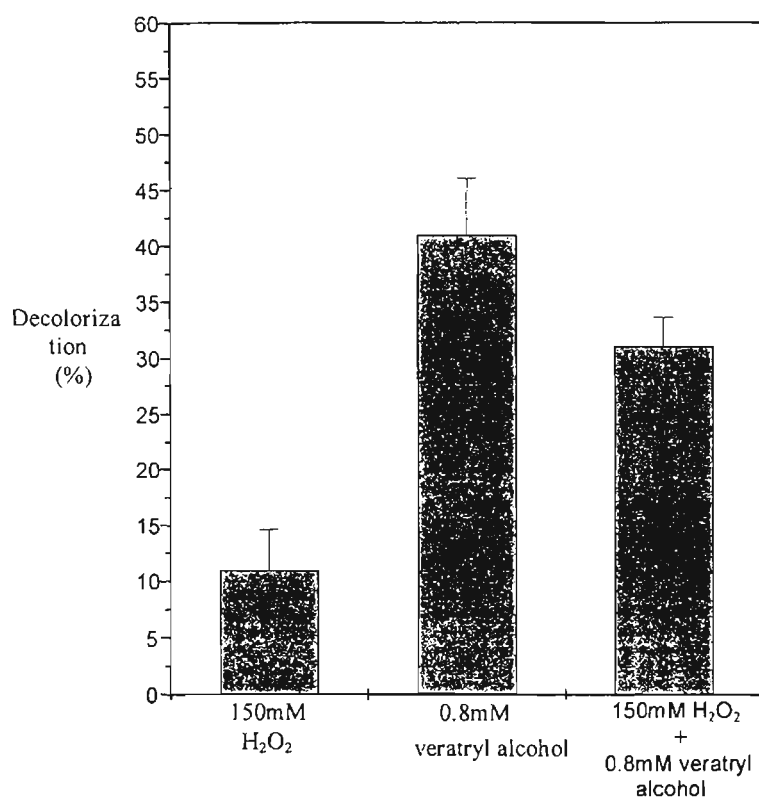 60
55
50
45
40
35
30
25
20
15
10
5
0
Decoloriza
tion
(%)
150mM
H₂O₂
0.8mM
veratryl alcohol
150mM H₂O₂
+
0.8mM veratryl
alcohol